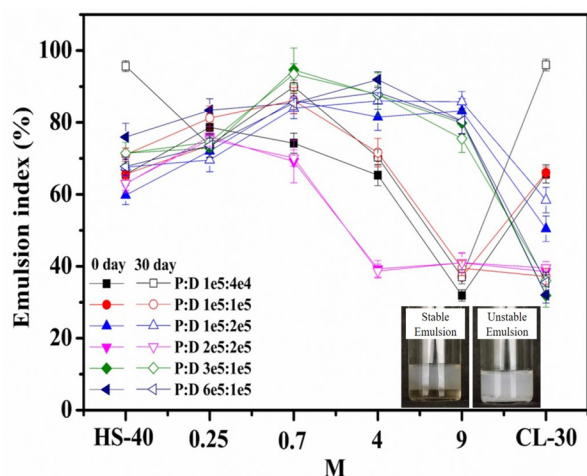 Emulsion index (%)
100
80
60
40
20
0
0 day 30 day
P:D 1e5:4e4
P:D 1e5:1e5
P:D 1e5:2e5
P:D 2e5:2e5
P:D 3e5:1e5
P:D 6e5:1e5
Stable
Emulsion
Unstable
Emulsion
HS-40 0.25 0.7 4 9 CL-30
M